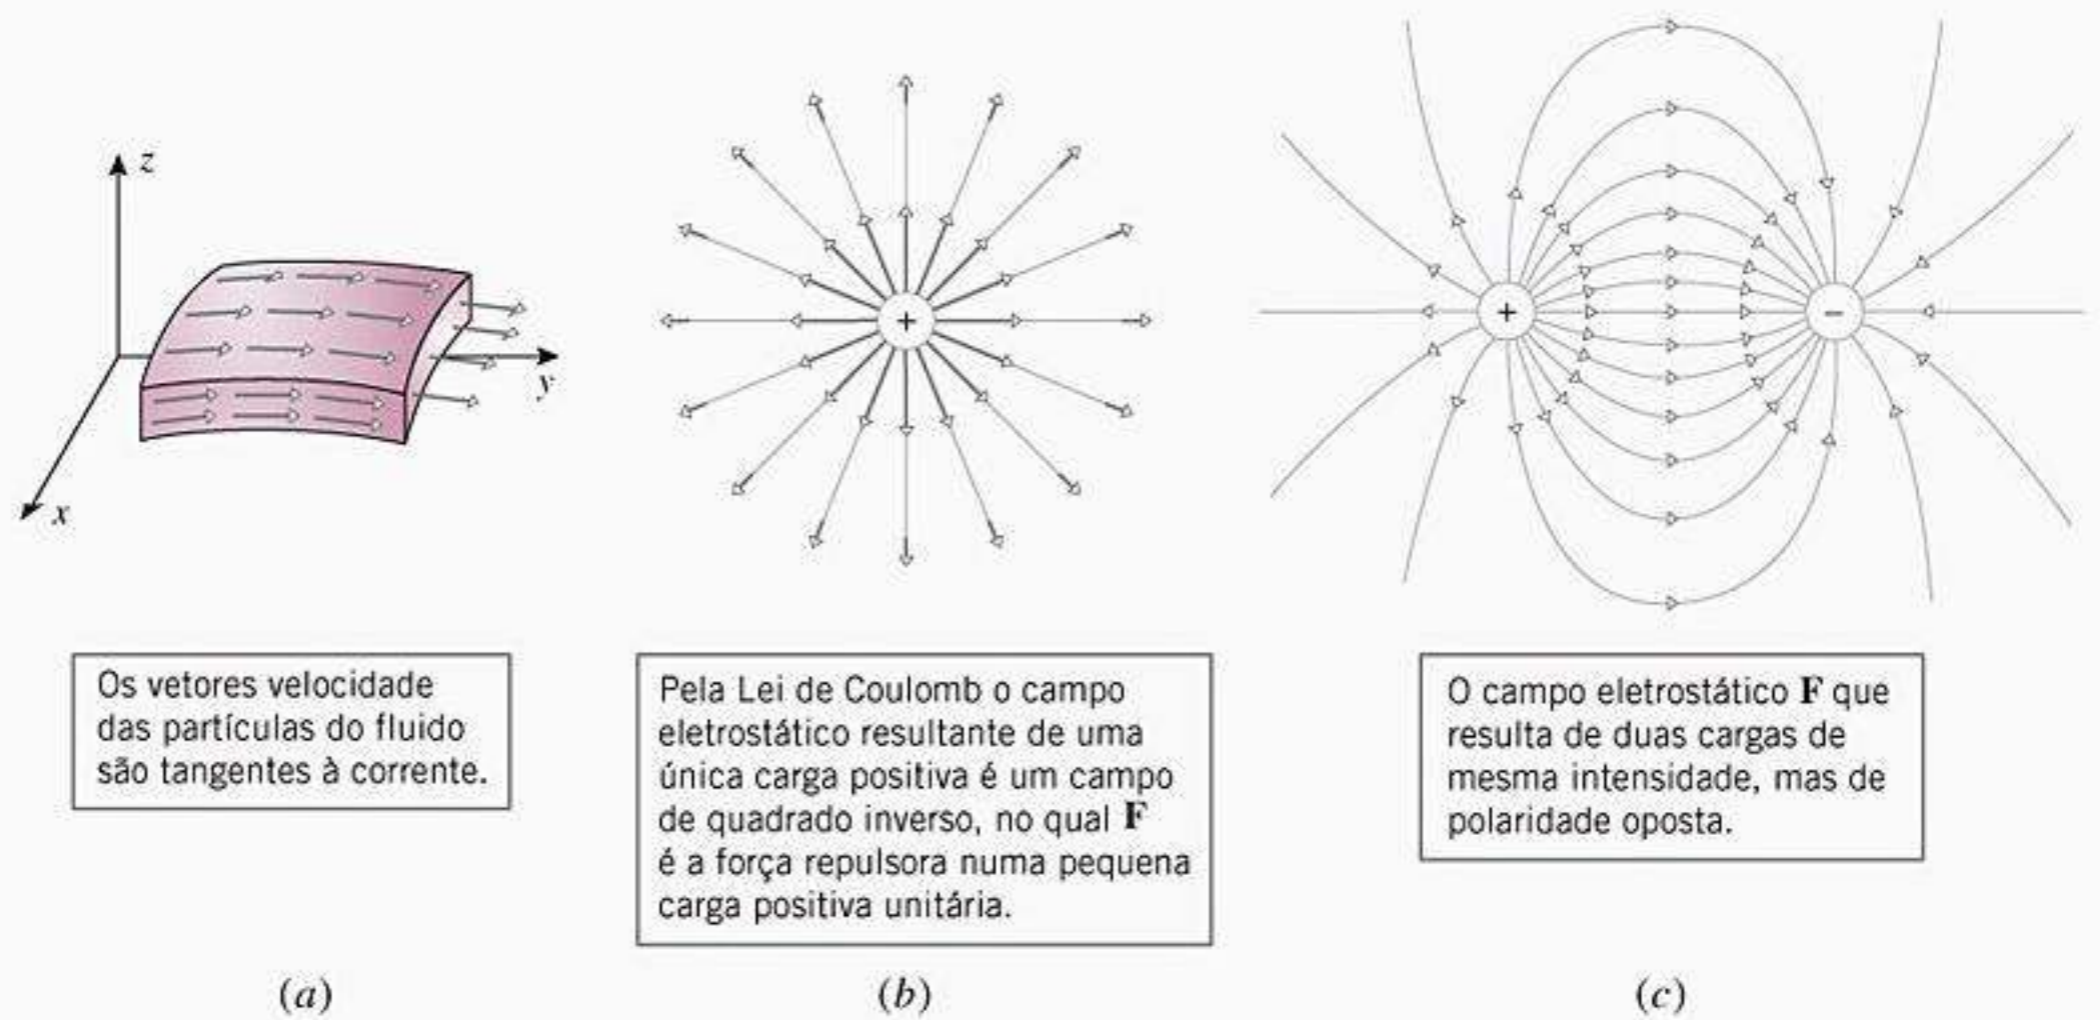 z
y
x
+
+
−
Os vetores velocidade
das partículas do fluido
são tangentes à corrente.
Pela Lei de Coulomb o campo
eletrostático resultante de uma
única carga positiva é um campo
de quadrado inverso, no qual F
é a força repulsora numa pequena
carga positiva unitária.
O campo eletrostático F que
resulta de duas cargas de
mesma intensidade, mas de
polaridade oposta.
(a)
(b)
(c)